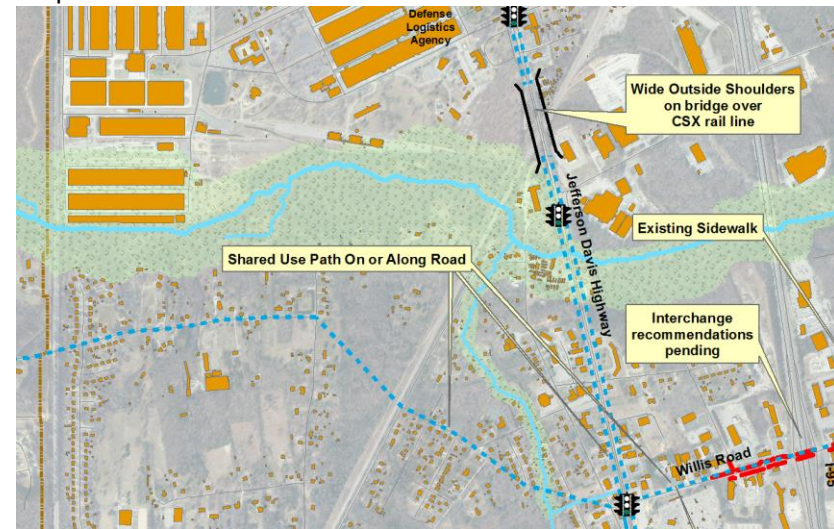 Defense
Logistics
Agency
Wide Outside Shoulders
on bridge over
CSX rail line
Jefferson Davis Highway
Existing Sidewalk
Shared Use Path On or Along Road
Interchange
recommendations
pending
Willis Road
I-95